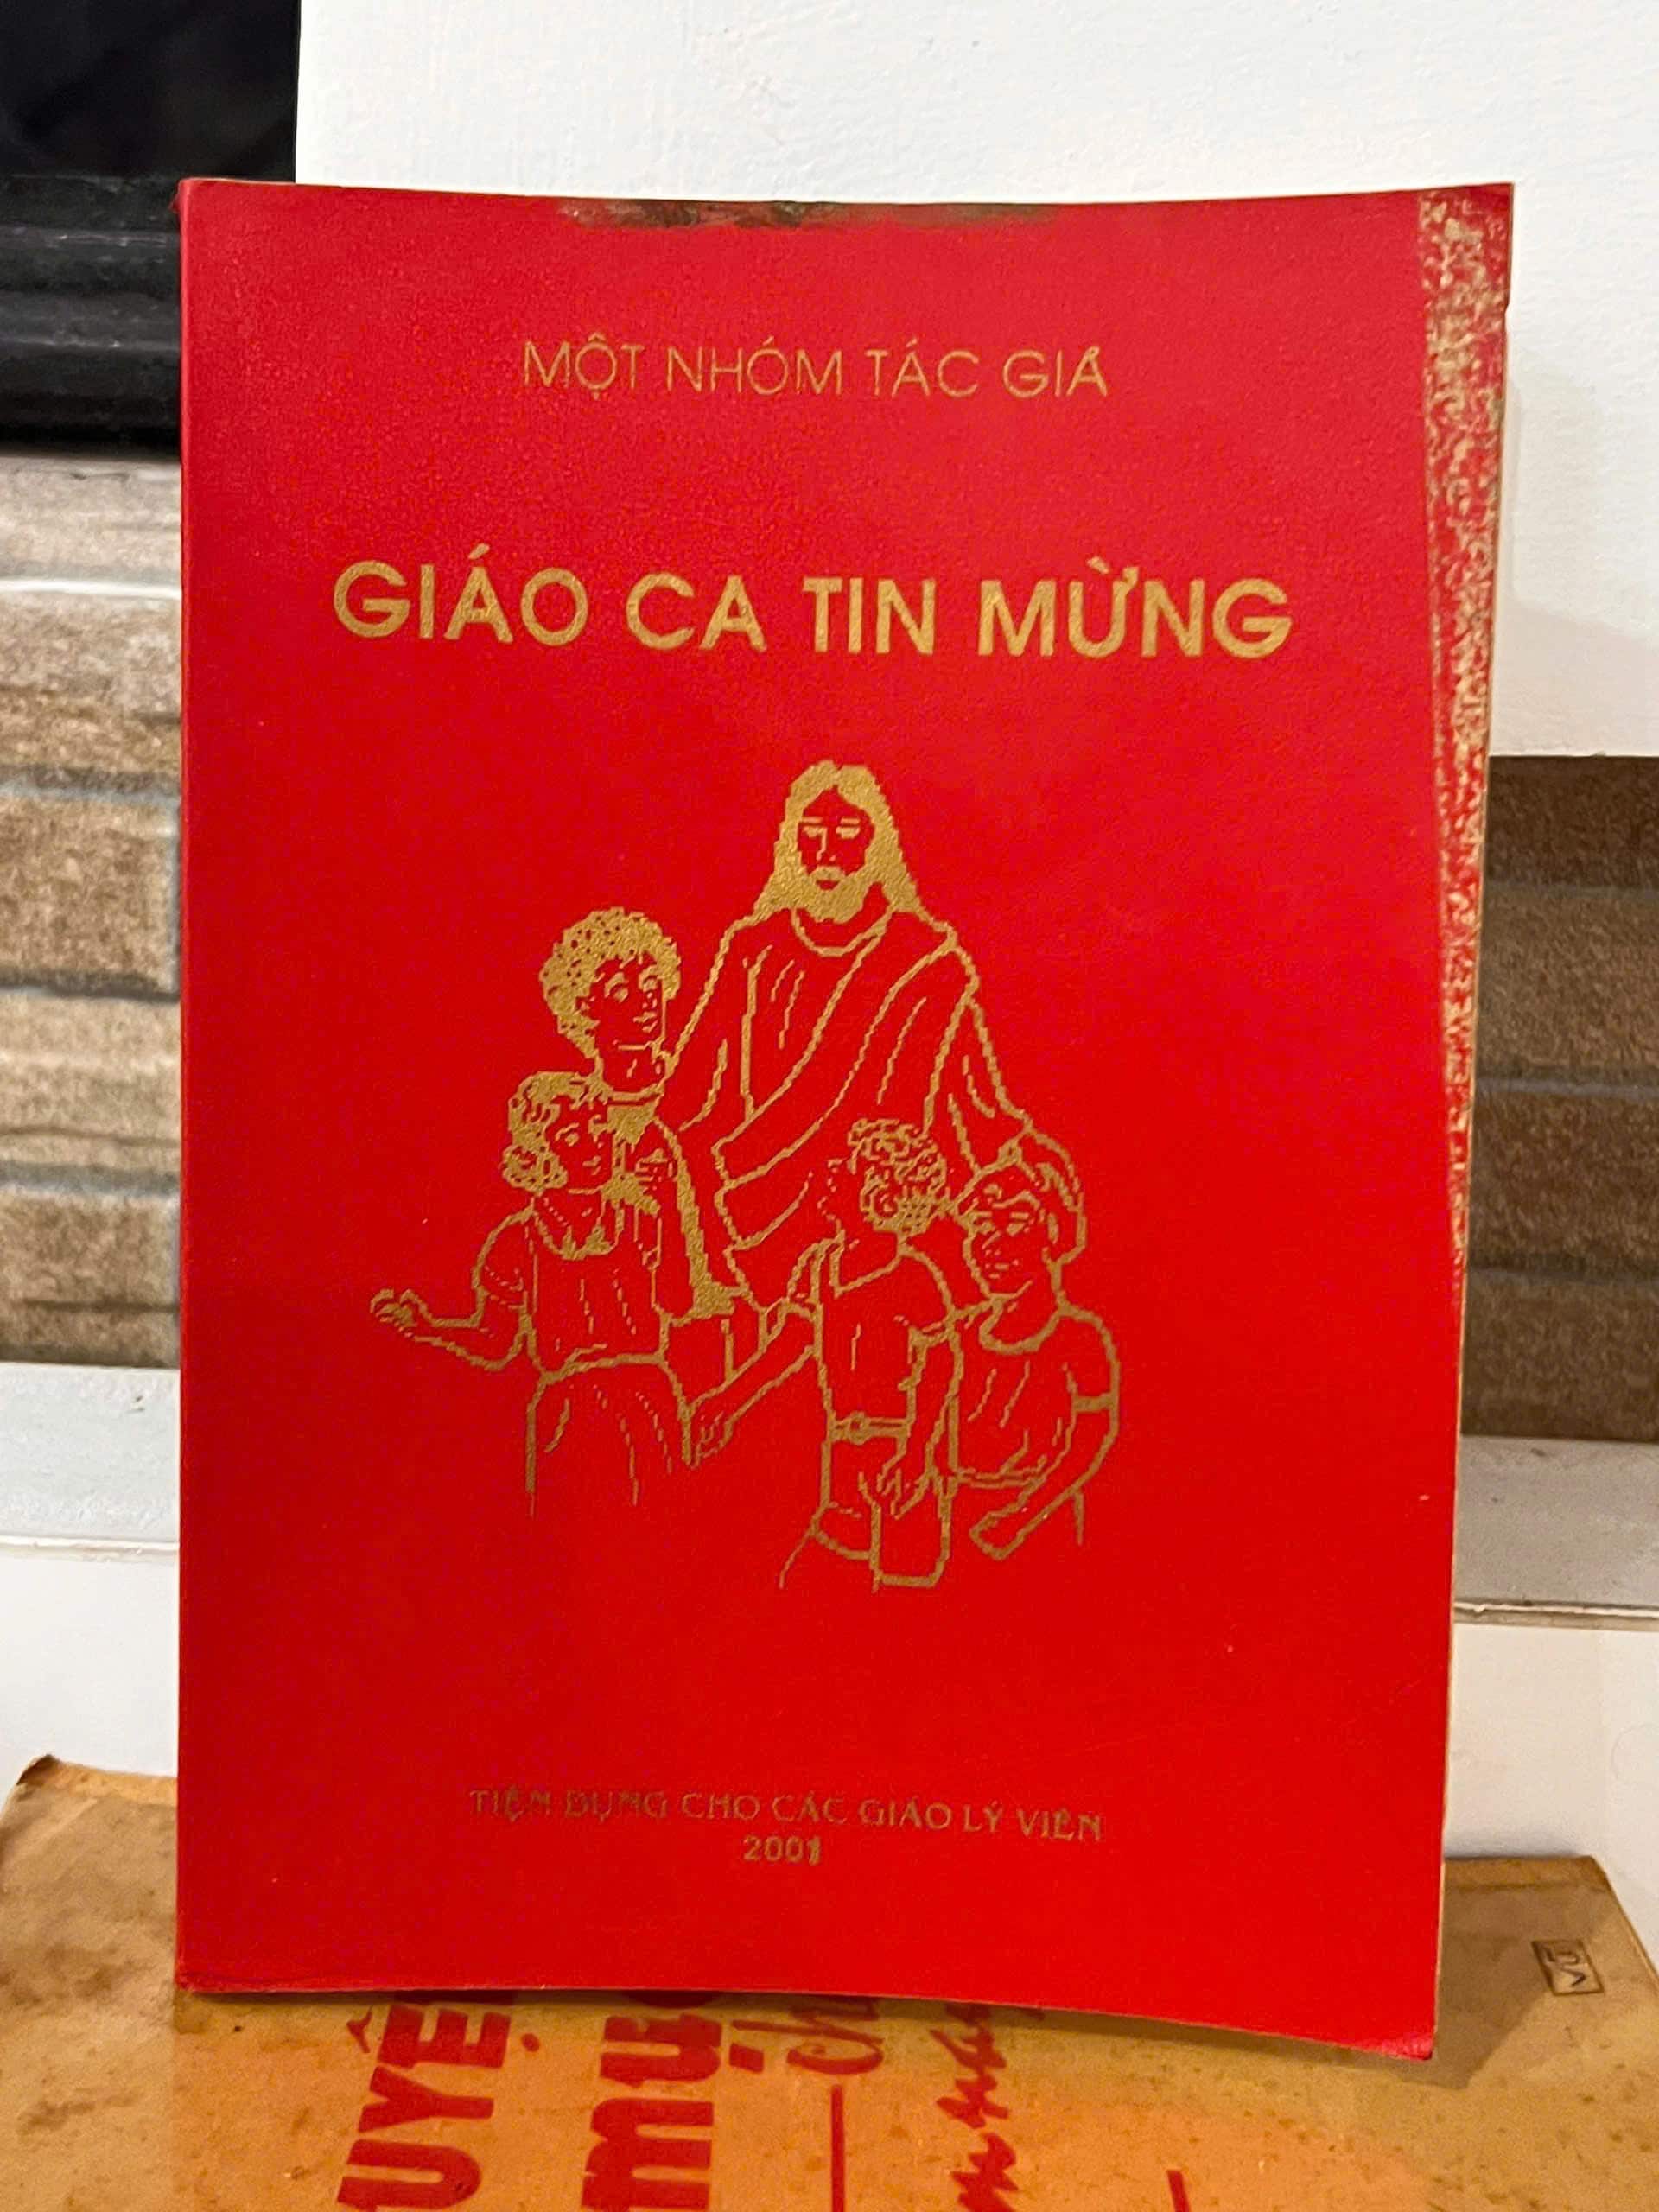 MỘT NHÓM TÁC GIẢ
GIÁO CA TIN MỪNG
TIỆN DỤNG CHO CÁC GIÁO LÝ VIÊN
2001